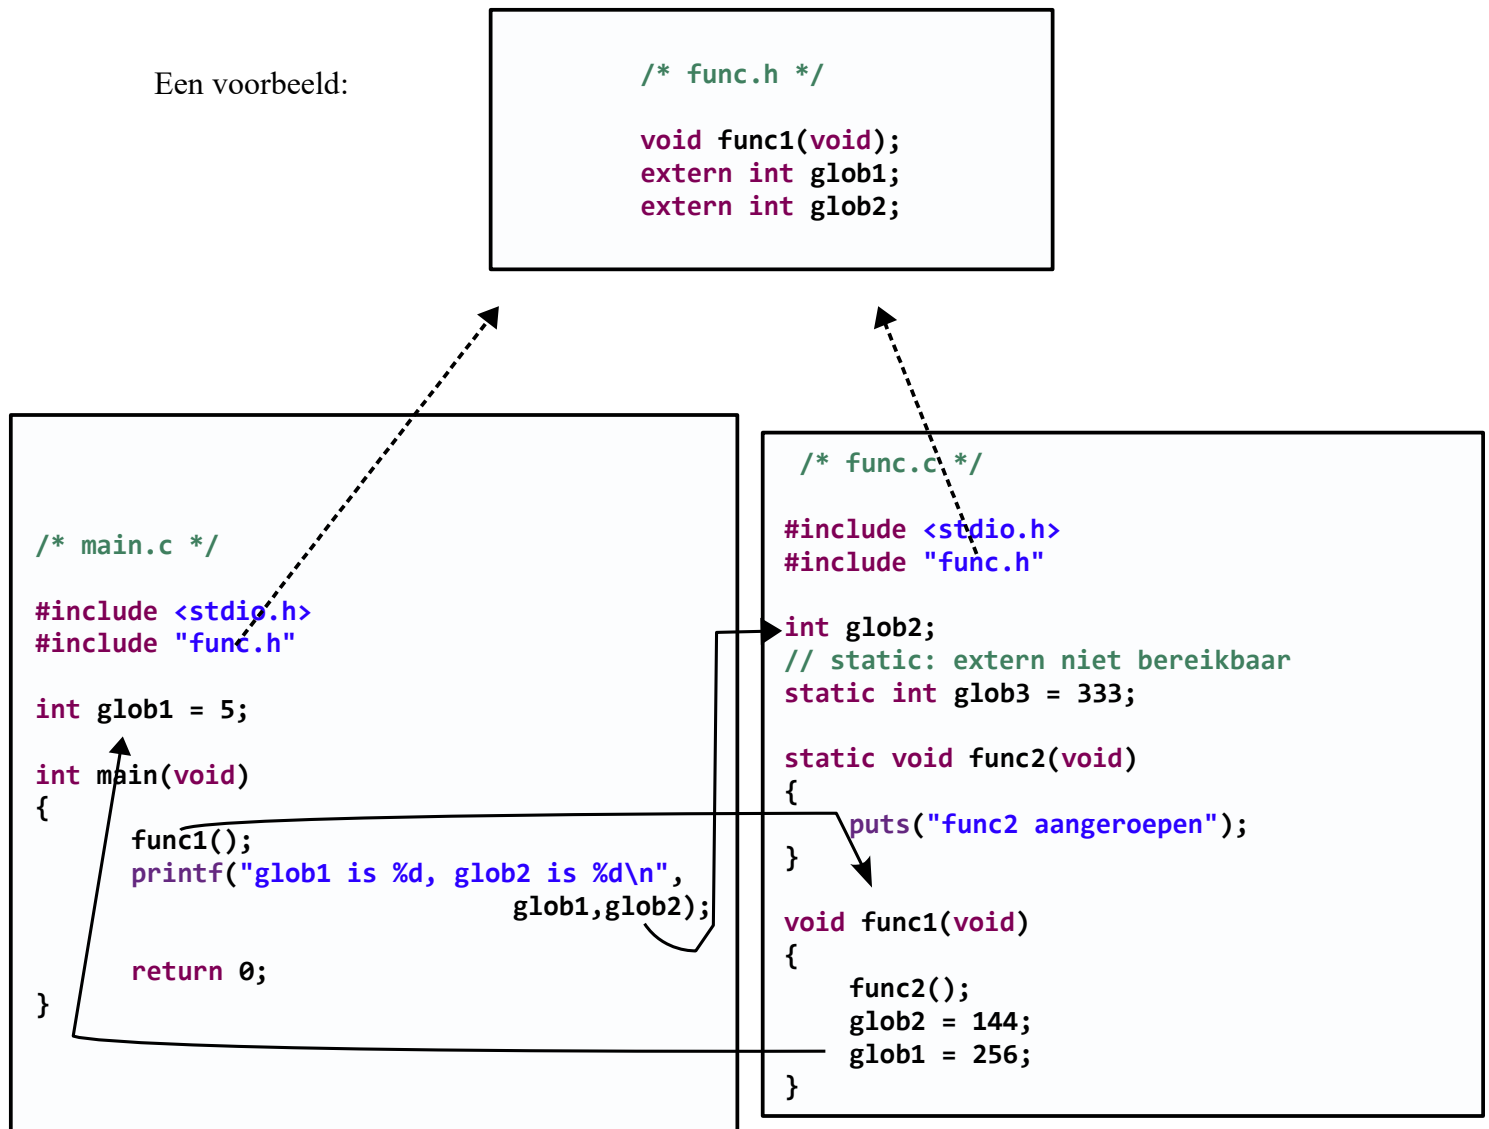 Een voorbeeld:
/* func.h */
void func1(void);
extern int glob1;
extern int glob2;
/* main.c */
#include <stdio.h>
#include "func.h"
int glob1 = 5;
int main(void)
{
func1();
printf("glob1 is %d, glob2 is %d\n",
glob1,glob2);
return 0;
}
/* func.c */
#include <stdio.h>
#include "func.h"
int glob2;
// static: extern niet bereikbaar
static int glob3 = 333;
static void func2(void)
{
puts("func2 aangeroepen");
}
void func1(void)
{
func2();
glob2 = 144;
glob1 = 256;
}